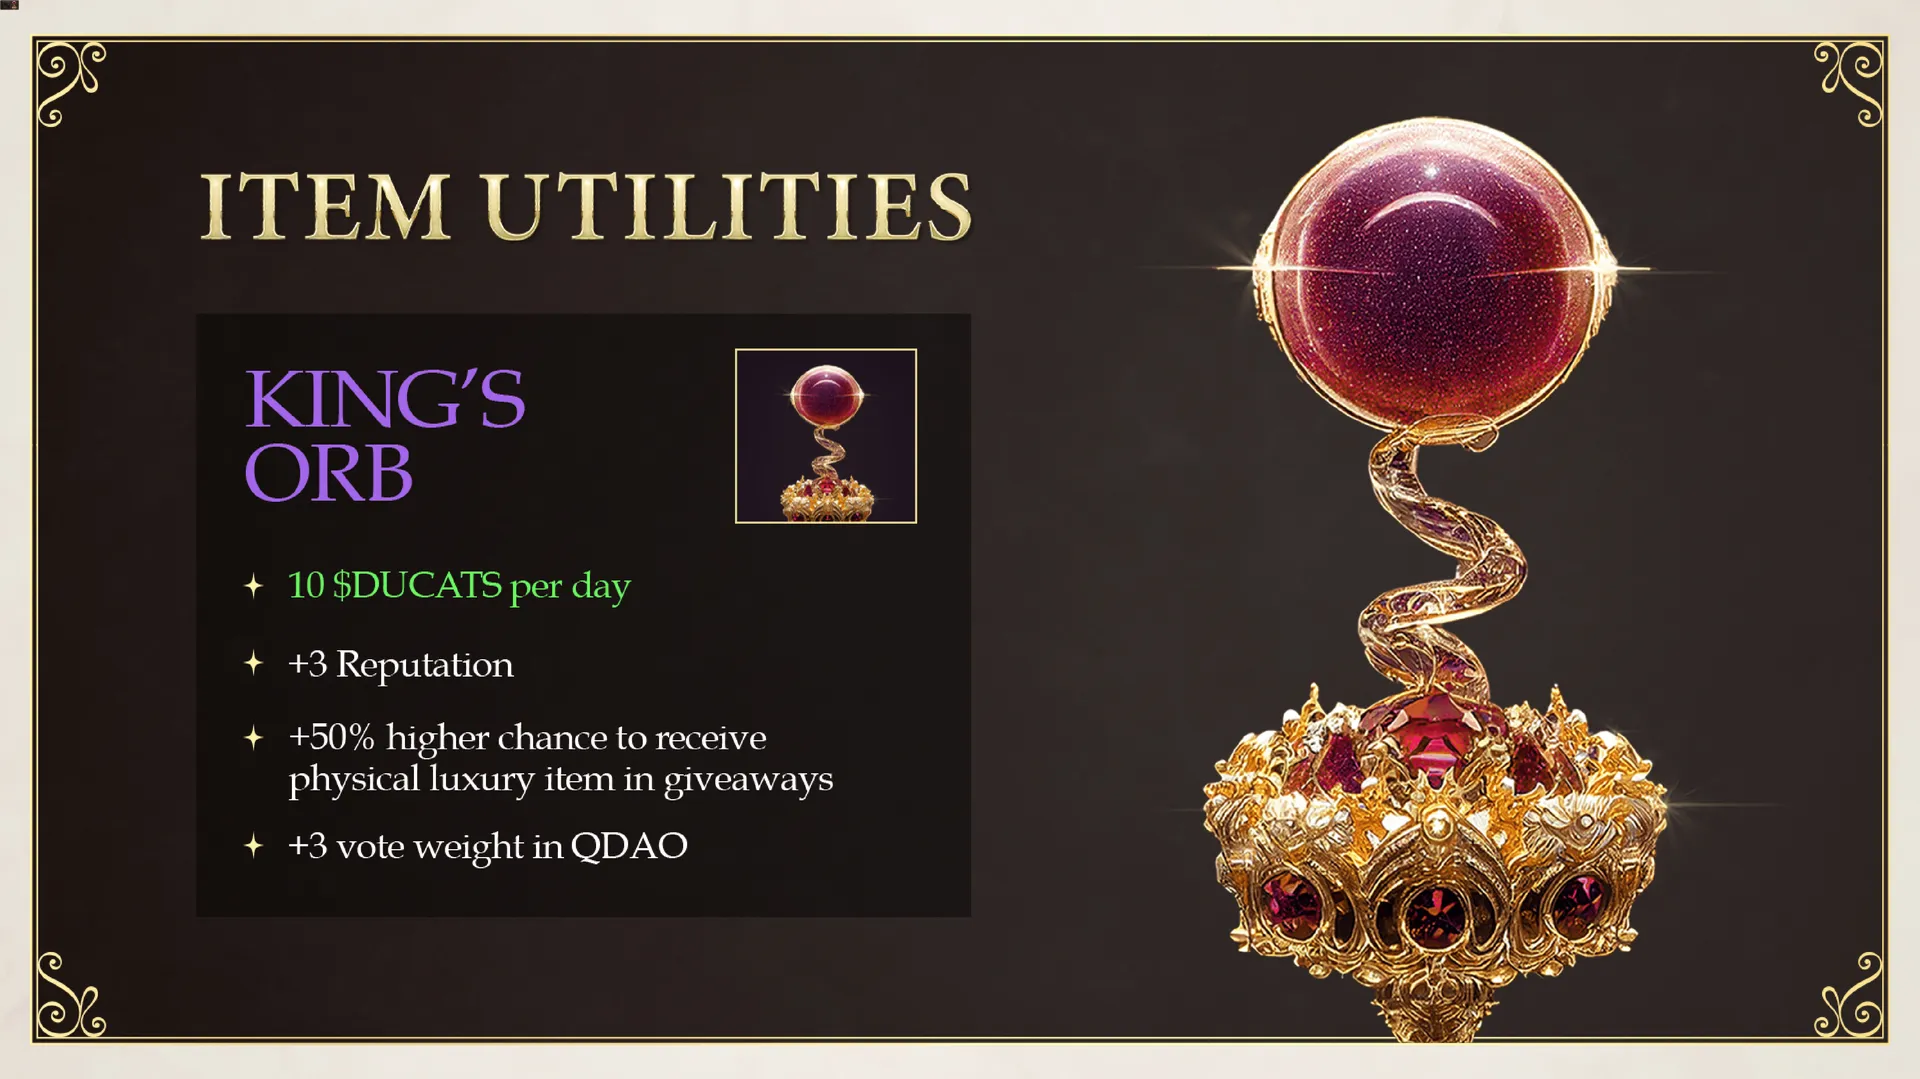 ITEM UTILITIES
KING’S
ORB
10 $DUCATS per day
+3 Reputation
+50% higher chance to receive
physical luxury item in giveaways
+3 vote weight in QDAO